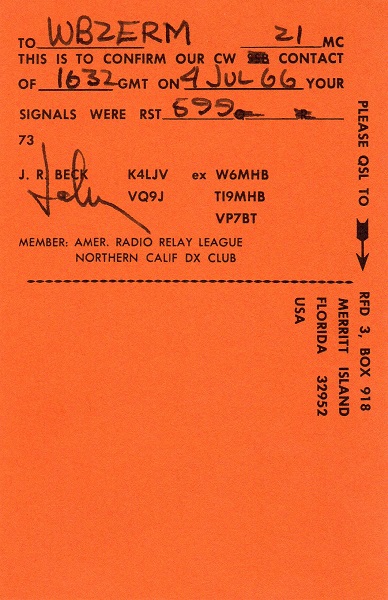 TO WB2ERM 21 MC
THIS IS TO CONFIRM OUR CW CONTACT
OF 1632 GMT ON 4 JUL 66 YOUR
SIGNALS WERE RST 599
73
J. R. BECK K4LJV ex W6MHB
VQ9J TI9MHB
VP7BT
John
MEMBER: AMER. RADIO RELAY LEAGUE
NORTHERN CALIF DX CLUB
PLEASE QSL TO
RFD 3, BOX 918
MERRITT ISLAND
FLORIDA 32952
USA